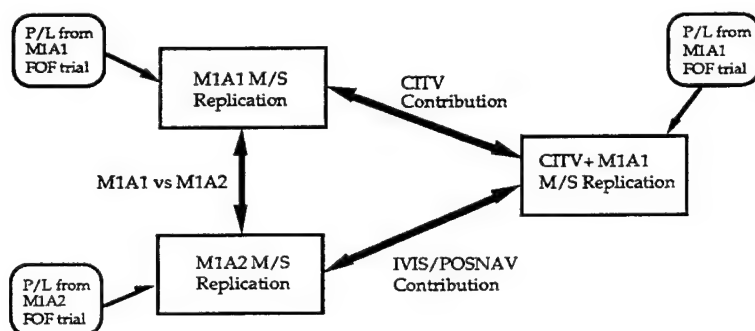 P/L from
M1A1
FOF trial
M1A1 M/S
Replication
CITV
Contribution
P/L from
M1A1
FOF trial
CITV+ M1A1
M/S Replication
M1A1 vs M1A2
M1A2 M/S
Replication
IVIS/POSNAV
Contribution
P/L from
M1A2
FOF trial